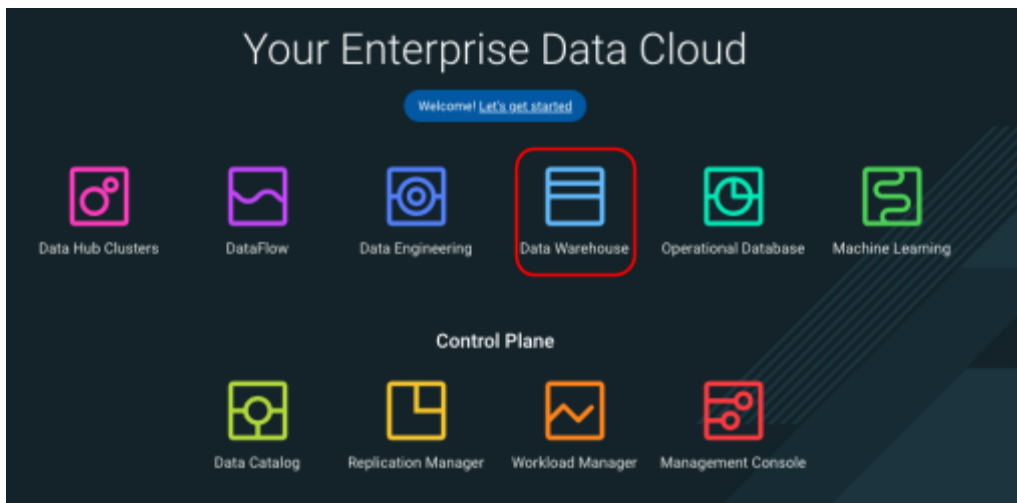 Your Enterprise Data Cloud
Welcome! Let's get started
Data Hub Clusters
DataFlow
Data Engineering
Data Warehouse
Operational Database
Machine Learning
Control Plane
Data Catalog
Replication Manager
Workload Manager
Management Console